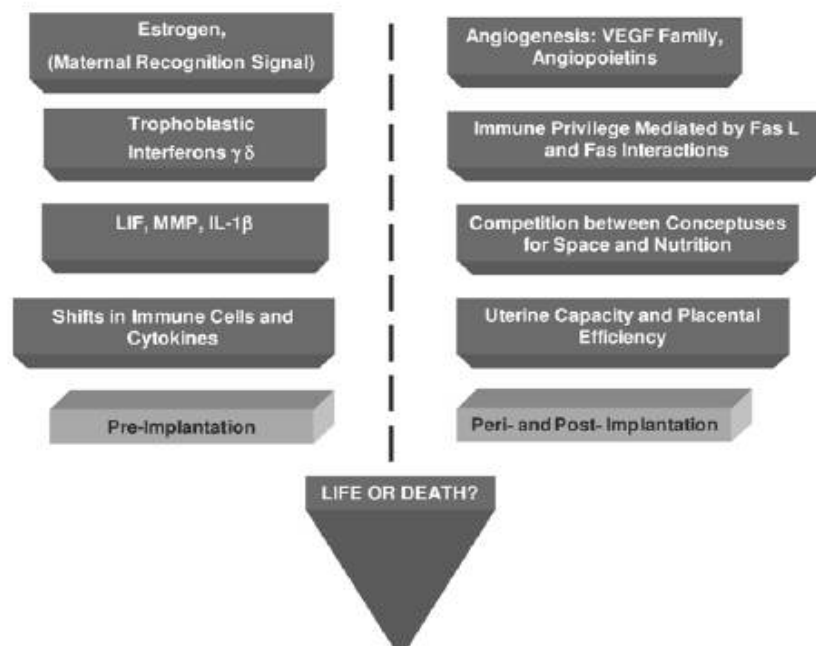 Estrogen,
(Maternal Recognition Signal)
Trophoblastic
Interferons γ δ
LIF, MMP, IL-1β
Shifts in Immune Cells and
Cytokines
Pre-Implantation
Angiogenesis: VEGF Family,
Angiopoietins
Immune Privilege Mediated by Fas L
and Fas Interactions
Competition between Conceptuses
for Space and Nutrition
Uterine Capacity and Placental
Efficiency
Peri- and Post- Implantation
LIFE OR DEATH?